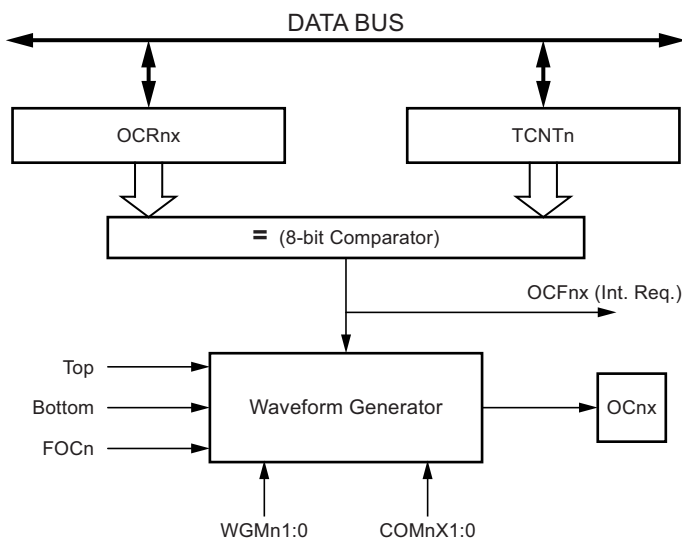 DATA BUS
OCRnx
TCNTn
= (8-bit Comparator)
OCFnx (Int. Req.)
Top
Bottom
FOCn
Waveform Generator
OCnx
WGMn1:0
COMnX1:0